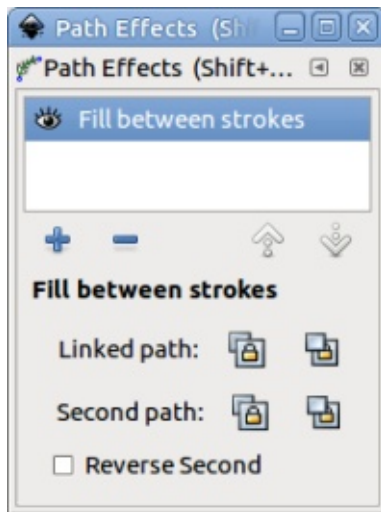 Path Effects (Sh
Path Effects (Shift+...
Fill between strokes
Fill between strokes
Linked path:
Second path:
Reverse Second